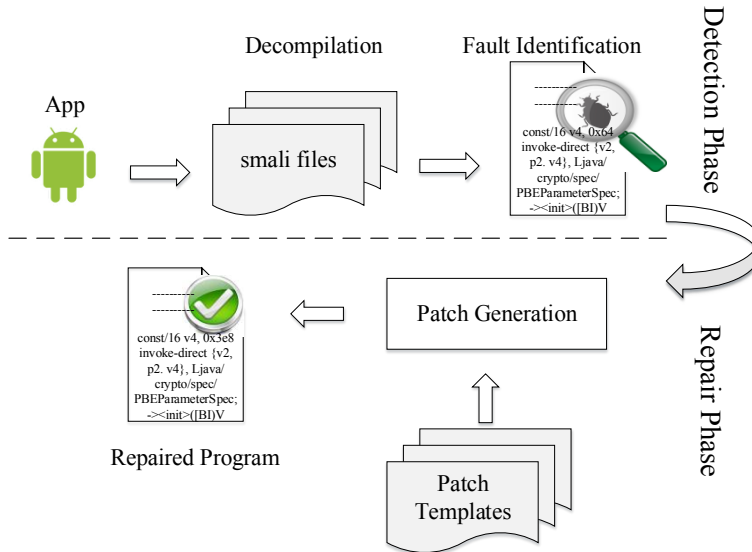 Decompilation
Fault Identification
App
smali files
const/16 v4, 0x64
invoke-direct {v2,
p2. v4}, Ljava/
crypto/spec/
PBEParameterSpec;
-><init>([BI)V
Detection Phase
const/16 v4, 0x3e8
invoke-direct {v2,
p2. v4}, Ljava/
crypto/spec/
PBEParameterSpec;
-><init>([BI)V
Repaired Program
Patch Generation
Patch
Templates
Repair Phase